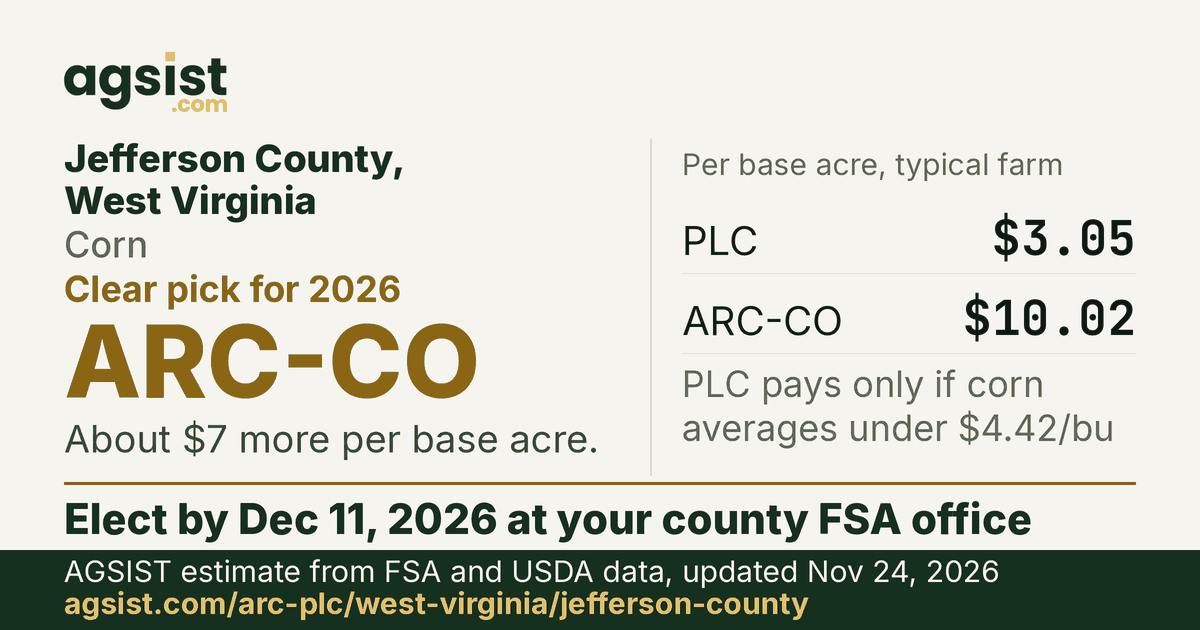 agsist
.com
Jefferson County,
West Virginia
Corn
Clear pick for 2026
ARC-CO
About $7 more per base acre.
Per base acre, typical farm
PLC $3.05
ARC-CO $10.02
PLC pays only if corn
averages under $4.42/bu
Elect by Dec 11, 2026 at your county FSA office
AGSIST estimate from FSA and USDA data, updated Nov 24, 2026
agsist.com/arc-plc/west-virginia/jefferson-county